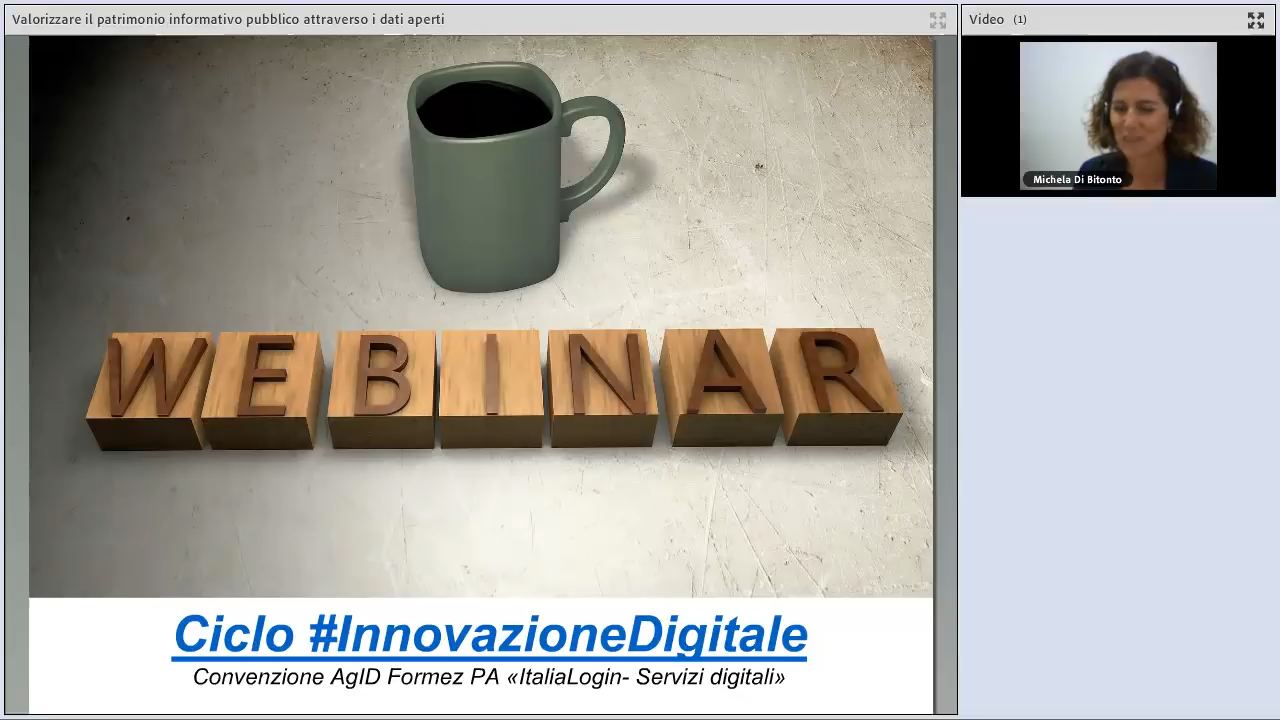 Valorizzare il patrimonio informativo pubblico attraverso i dati aperti
Video (1)
Michela Di Bitonto
WEBINAR
Ciclo #InnovazioneDigitale
Convenzione AgID Formez PA «ItaliaLogin- Servizi digitali»